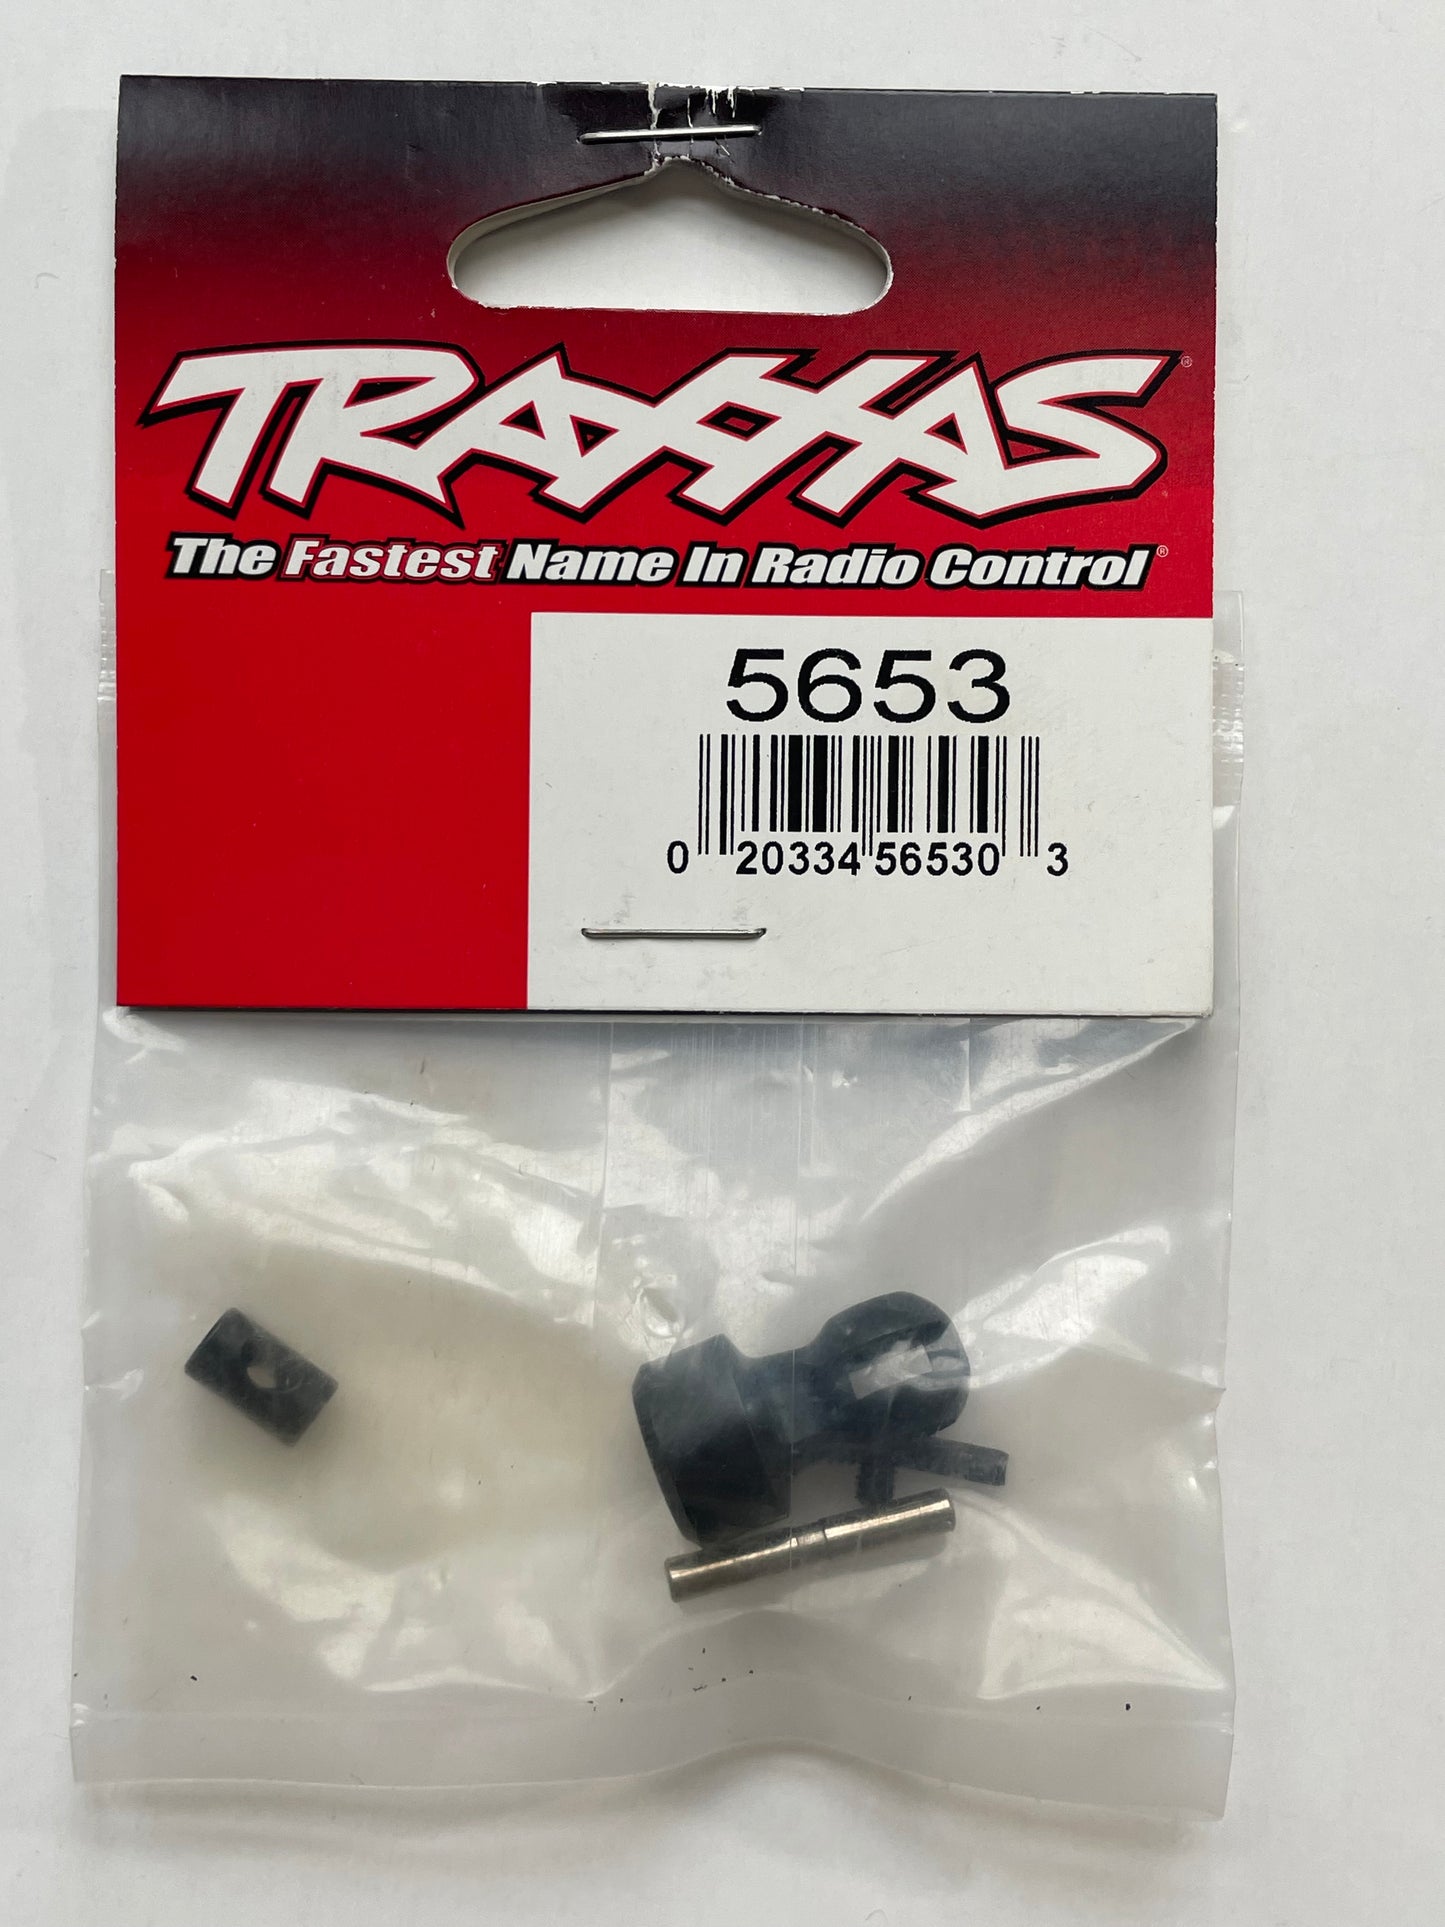 TRAXXAS®
The Fastest Name In Radio Control®
5653
0 20334 56530 3